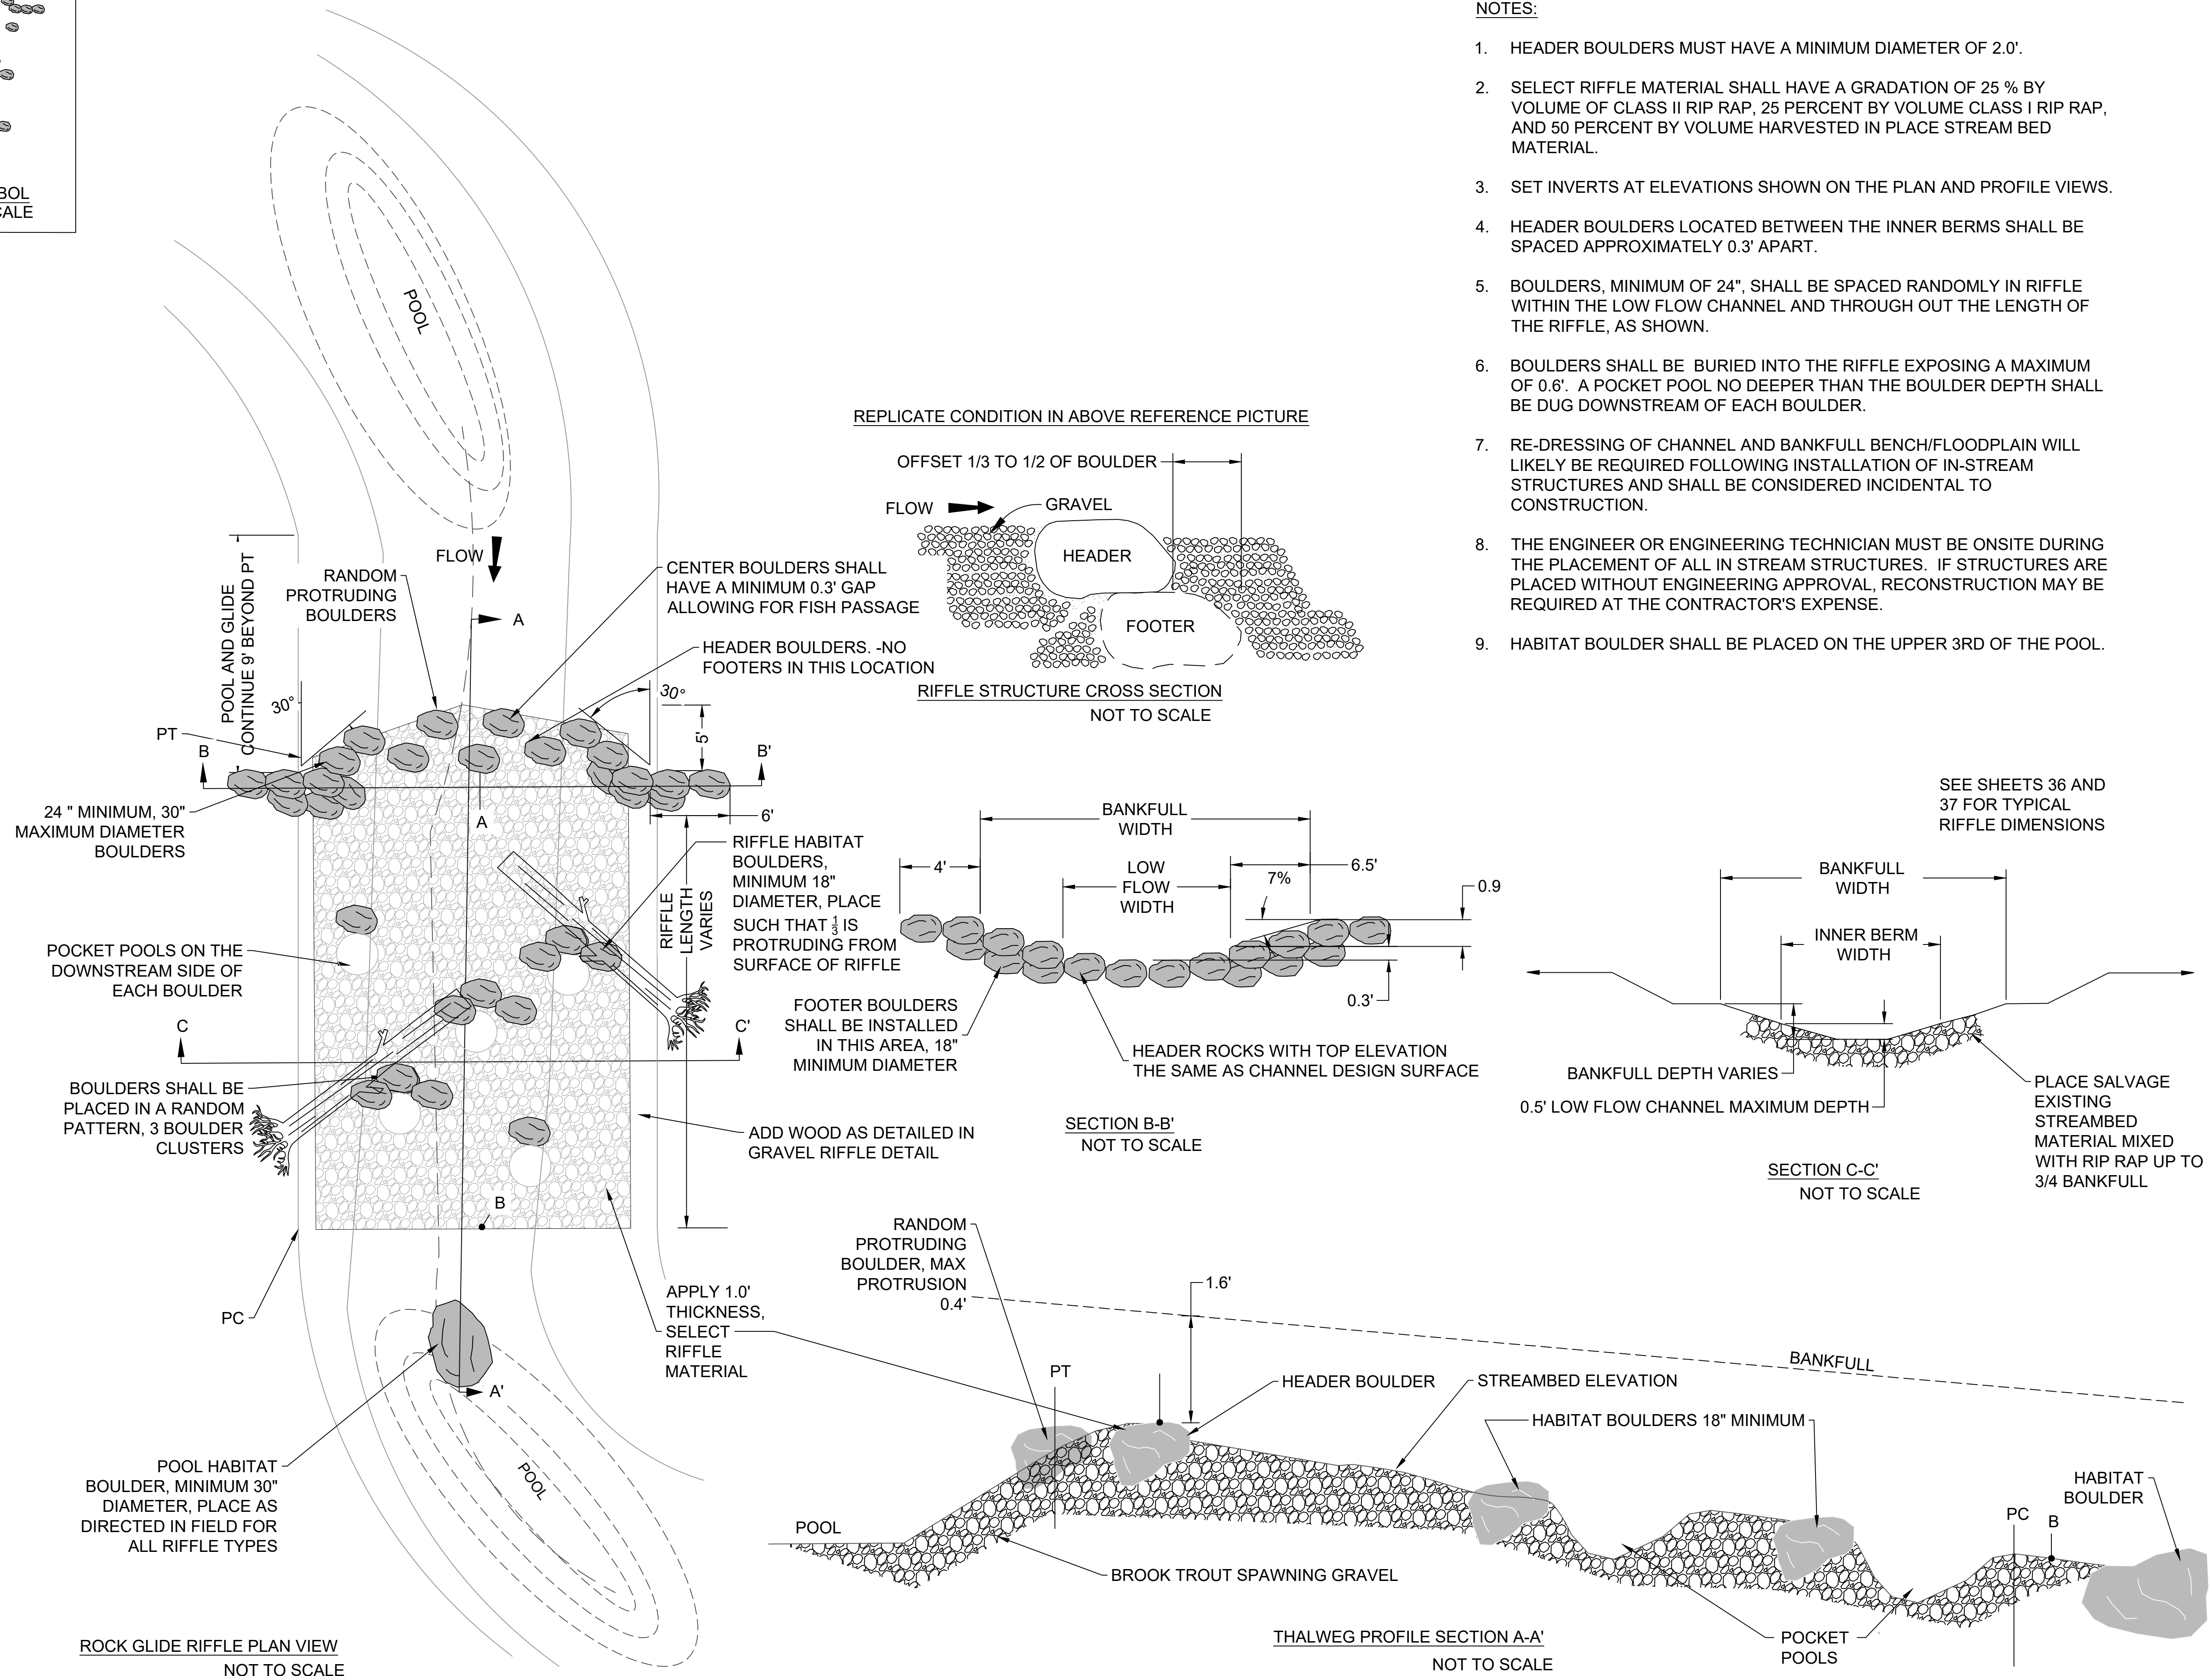 BOL
CALE
POOL
POOL AND GLIDE
CONTINUE 9' BEYOND PT
FLOW
RANDOM
PROTRUDING
BOULDERS
A
CENTER BOULDERS SHALL
HAVE A MINIMUM 0.3' GAP
ALLOWING FOR FISH PASSAGE
HEADER BOULDERS. -NO
FOOTERS IN THIS LOCATION
30°
30°
5'
PT
B
B'
6'
24 " MINIMUM, 30"
MAXIMUM DIAMETER
BOULDERS
A
RIFFLE HABITAT
BOULDERS,
MINIMUM 18"
DIAMETER, PLACE
SUCH THAT 1/3 IS
PROTRUDING FROM
SURFACE OF RIFFLE
RIFFLE
LENGTH
VARIES
POCKET POOLS ON THE
DOWNSTREAM SIDE OF
EACH BOULDER
C
C'
BOULDERS SHALL BE
PLACED IN A RANDOM
PATTERN, 3 BOULDER
CLUSTERS
ADD WOOD AS DETAILED IN
GRAVEL RIFFLE DETAIL
B
PC
APPLY 1.0'
THICKNESS,
SELECT
RIFFLE
MATERIAL
A'
POOL HABITAT
BOULDER, MINIMUM 30"
DIAMETER, PLACE AS
DIRECTED IN FIELD FOR
ALL RIFFLE TYPES
POOL
ROCK GLIDE RIFFLE PLAN VIEW
NOT TO SCALE
REPLICATE CONDITION IN ABOVE REFERENCE PICTURE
OFFSET 1/3 TO 1/2 OF BOULDER
FLOW
GRAVEL
HEADER
FOOTER
RIFFLE STRUCTURE CROSS SECTION
NOT TO SCALE
BANKFULL
WIDTH
4'
LOW
FLOW
WIDTH
7%
6.5'
0.9
0.3'
FOOTER BOULDERS
SHALL BE INSTALLED
IN THIS AREA, 18"
MINIMUM DIAMETER
HEADER ROCKS WITH TOP ELEVATION
THE SAME AS CHANNEL DESIGN SURFACE
SECTION B-B'
NOT TO SCALE
NOTES:
1. HEADER BOULDERS MUST HAVE A MINIMUM DIAMETER OF 2.0'.
2. SELECT RIFFLE MATERIAL SHALL HAVE A GRADATION OF 25 % BY
VOLUME OF CLASS II RIP RAP, 25 PERCENT BY VOLUME CLASS I RIP RAP,
AND 50 PERCENT BY VOLUME HARVESTED IN PLACE STREAM BED
MATERIAL.
3. SET INVERTS AT ELEVATIONS SHOWN ON THE PLAN AND PROFILE VIEWS.
4. HEADER BOULDERS LOCATED BETWEEN THE INNER BERMS SHALL BE
SPACED APPROXIMATELY 0.3' APART.
5. BOULDERS, MINIMUM OF 24", SHALL BE SPACED RANDOMLY IN RIFFLE
WITHIN THE LOW FLOW CHANNEL AND THROUGH OUT THE LENGTH OF
THE RIFFLE, AS SHOWN.
6. BOULDERS SHALL BE BURIED INTO THE RIFFLE EXPOSING A MAXIMUM
OF 0.6'. A POCKET POOL NO DEEPER THAN THE BOULDER DEPTH SHALL
BE DUG DOWNSTREAM OF EACH BOULDER.
7. RE-DRESSING OF CHANNEL AND BANKFULL BENCH/FLOODPLAIN WILL
LIKELY BE REQUIRED FOLLOWING INSTALLATION OF IN-STREAM
STRUCTURES AND SHALL BE CONSIDERED INCIDENTAL TO
CONSTRUCTION.
8. THE ENGINEER OR ENGINEERING TECHNICIAN MUST BE ONSITE DURING
THE PLACEMENT OF ALL IN STREAM STRUCTURES. IF STRUCTURES ARE
PLACED WITHOUT ENGINEERING APPROVAL, RECONSTRUCTION MAY BE
REQUIRED AT THE CONTRACTOR'S EXPENSE.
9. HABITAT BOULDER SHALL BE PLACED ON THE UPPER 3RD OF THE POOL.
SEE SHEETS 36 AND
37 FOR TYPICAL
RIFFLE DIMENSIONS
BANKFULL
WIDTH
INNER BERM
WIDTH
BANKFULL DEPTH VARIES
0.5' LOW FLOW CHANNEL MAXIMUM DEPTH
PLACE SALVAGE
EXISTING
STREAMBED
MATERIAL MIXED
WITH RIP RAP UP TO
3/4 BANKFULL
SECTION C-C'
NOT TO SCALE
RANDOM
PROTRUDING
BOULDER, MAX
PROTRUSION
0.4'
1.6'
BANKFULL
PT
HEADER BOULDER
STREAMBED ELEVATION
HABITAT BOULDERS 18" MINIMUM
HABITAT
BOULDER
PC
B
POOL
BROOK TROUT SPAWNING GRAVEL
POCKET
POOLS
THALWEG PROFILE SECTION A-A'
NOT TO SCALE